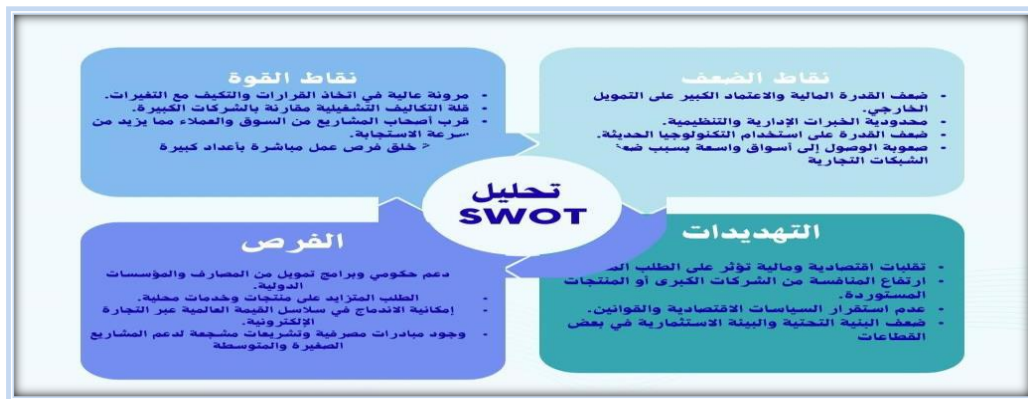 نقاط القوة
- مرونة عالية في اتخاذ القرارات والتكيف مع التغيرات.
- قلة التكاليف التشغيلية مقارنة بالشركات الكبيرة.
- قرب أصحاب المشاريع من السوق والعملاء مما يزيد من
سرعة الاستجابة.
خلق فرص عمل مباشرة بأعداد كبيرة
نقاط الضعف
- ضعف القدرة المالية والاعتماد الكبير على التمويل
الخارجي.
- محدودية الخبرات الإدارية والتنظيمية.
- ضعف القدرة على استخدام التكنولوجيا الحديثة.
- صعوبة الوصول إلى أسواق واسعة بسبب
الشبكات التجارية
تحليل
SWOT
الفرص
دعم حكومي وبرامج تمويل من المصارف والمؤسسات
الدولية.
- الطلب المتزايد على منتجات وخدمات محلية.
- إمكانية الاندماج في سلاسل القيمة العالمية عبر التجارة
الإلكترونية.
- وجود مبادرات مصرفية وتشريعات مشجعة لدعم المشاريع
الصغيرة والمتوسطة
التهديدات
- تقلبات اقتصادية ومالية تؤثر على الطلب
- ارتفاع المنافسة من الشركات الكبرى أو المنتجات
المستوردة.
- عدم استقرار السياسات الاقتصادية والقوانين.
- ضعف البنية التحتية والبيئة الاستثمارية في بعض
القطاعات